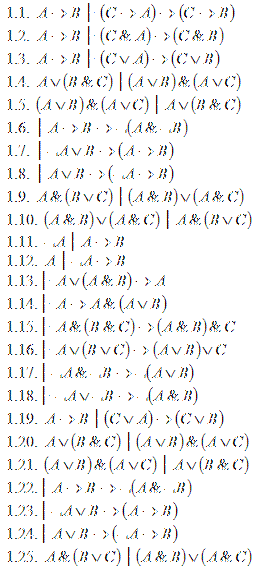 1.1. A ·> B | (C ·> A) ·> (C ·> B)
1.2. A ·> B | (C & A) ·> (C & B)
1.3. A ·> B | (C ∨ A) ·> (C ∨ B)
1.4. A ∨ (B & C) | (A ∨ B) & (A ∨ C)
1.5. (A ∨ B) & (A ∨ C) | A ∨ (B & C)
1.6. | A ·> B ·> (A & B)
1.7. | A ∨ B ·> (A ·> B)
1.8. | A ∨ B ·> ( A ·> B)
1.9. A & (B ∨ C) | (A & B) ∨ (A & C)
1.10. (A & B) ∨ (A & C) | A & (B ∨ C)
1.11. A | A ·> B
1.12. A | A ·> B
1.13. | A ∨ (A & B) ·> A
1.14. | A ·> A & (A ∨ B)
1.15. | A & (B & C) ·> (A & B) & C
1.16. | A ∨ (B ∨ C) ·> (A ∨ B) ∨ C
1.17. | A & B ·> (A ∨ B)
1.18. | A ∨ B ·> (A & B)
1.19. A ·> B | (C ∨ A) ·> (C ∨ B)
1.20. A ∨ (B & C) | (A ∨ B) & (A ∨ C)
1.21. (A ∨ B) & (A ∨ C) | A ∨ (B & C)
1.22. | A ·> B ·> (A & B)
1.23. | A ∨ B ·> (A ·> B)
1.24. | A ∨ B ·> ( A ·> B)
1.25. A & (B ∨ C) | (A & B) ∨ (A & C)